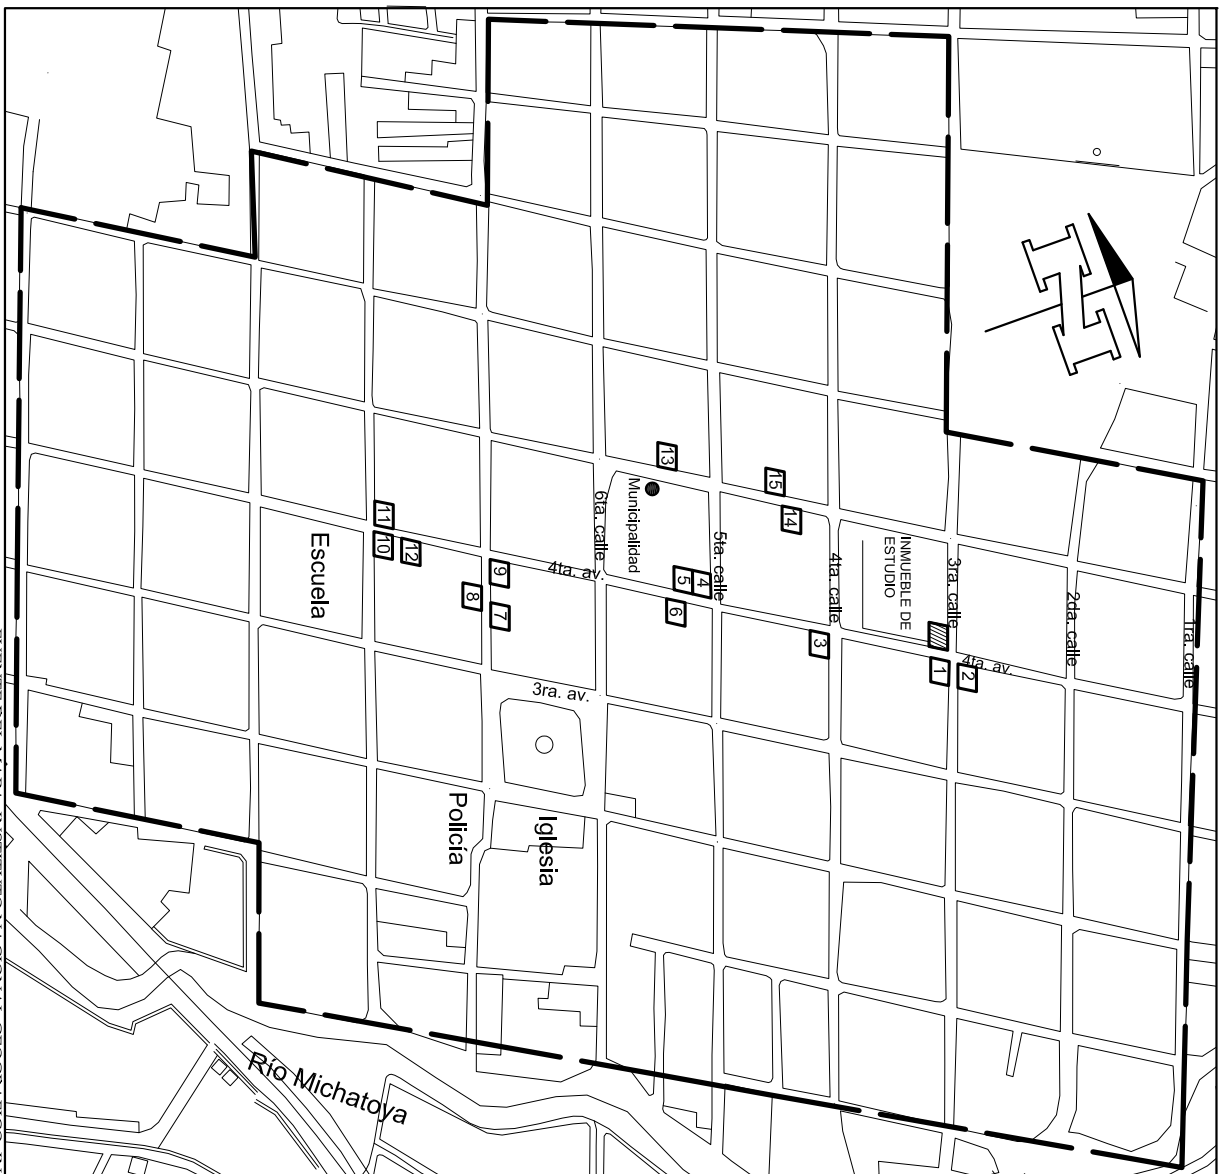 13
15
14
Municipalidad
6ta. calle
5ta. calle
4ta. calle
INMUEBLE DE
ESTUDIO
3ra. calle
2da. calle
1ra. calle
11
10
12
Escuela
9
8
7
4ta. av.
5
4
6
3
1
2
4ta. av.
3ra. av.
Policía
Iglesia
Río Michatoya
N